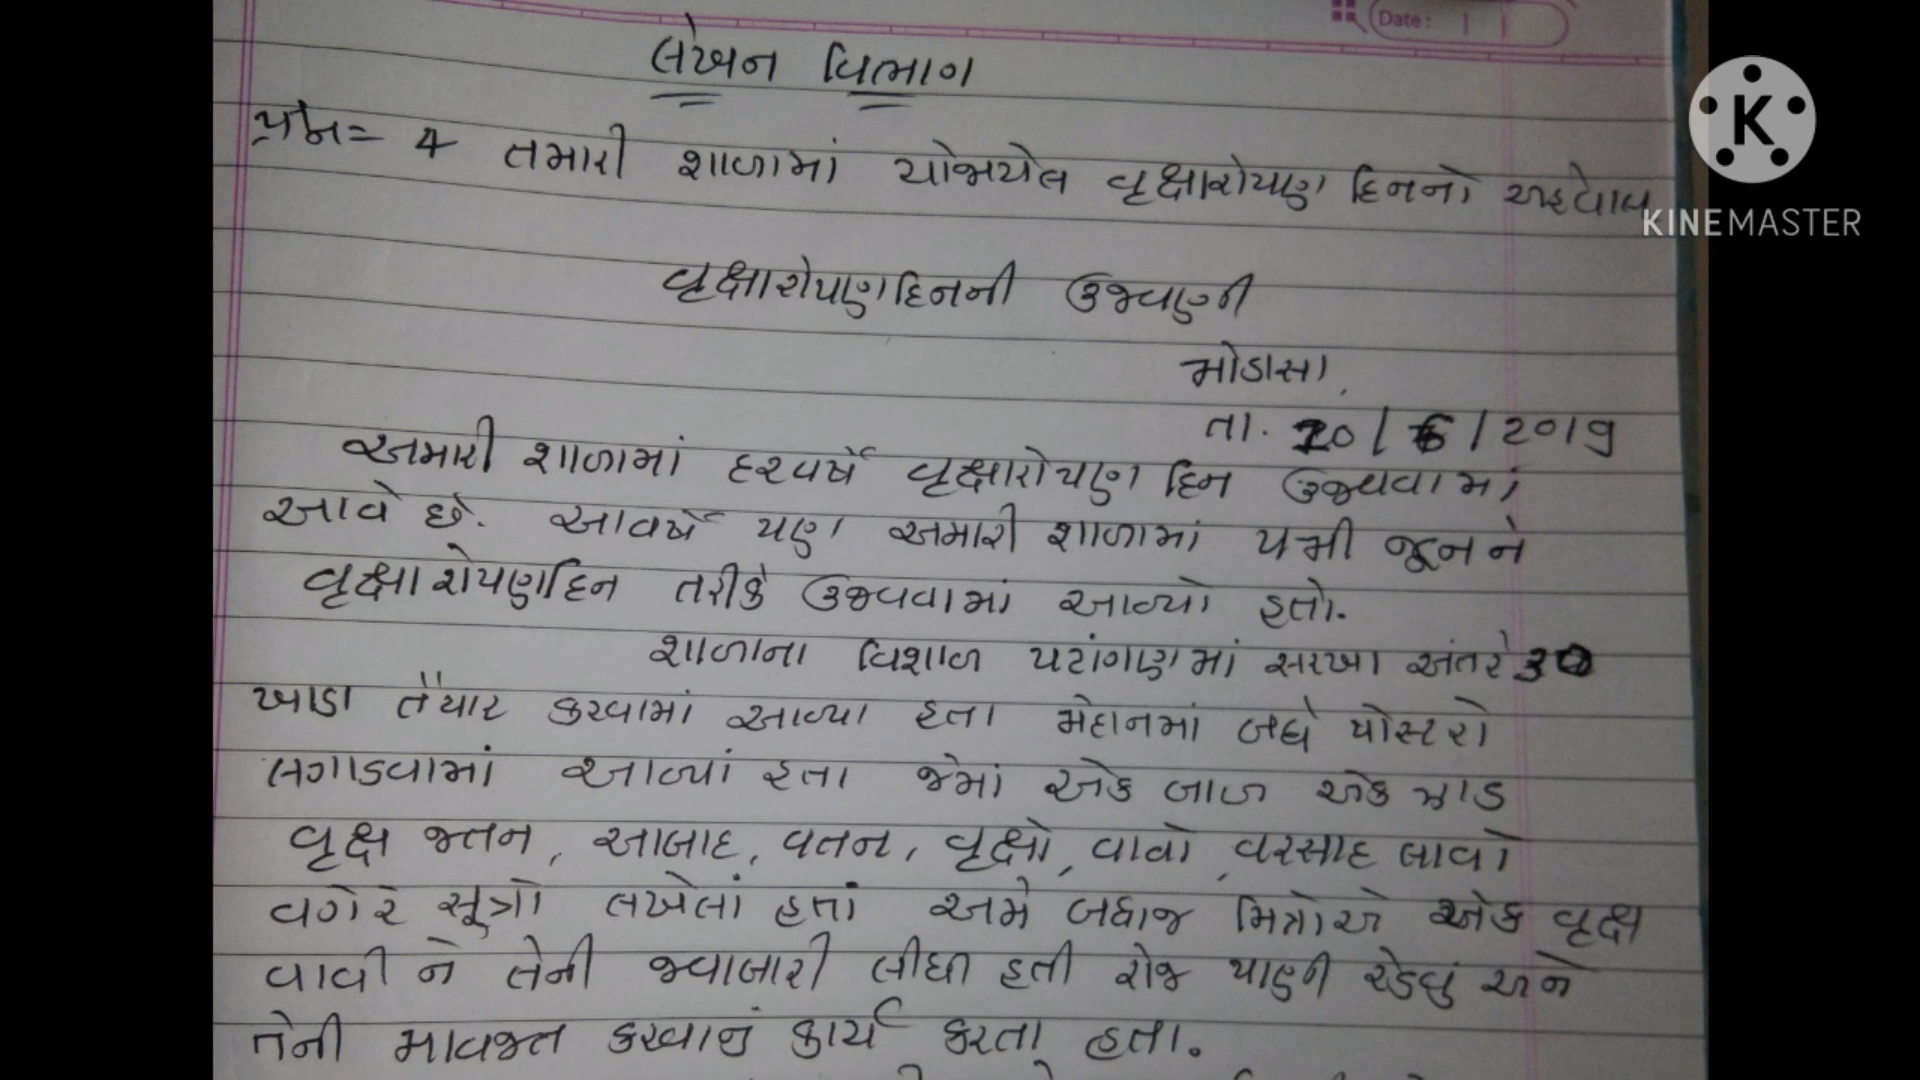 Date:
લેખન વિભાગ
પ્રશ્ન= 4 તમારી શાળામાં યોજાયેલ વૃક્ષારોપણ દિનનો અહેવાલ
વૃક્ષારોપણદિનની ઉજવણી
મોડાસા,
તા. 20/6/2019
અમારી શાળામાં દરવર્ષે વૃક્ષારોપણ દિન ઉજવવામાં
આવે છે. આવર્ષે પણ અમારી શાળામાં પમી જૂનને
વૃક્ષારોપણદિન તરીકે ઉજવવામાં આવ્યો હતો.
શાળાના વિશાળ પટાંગણમાં સરખા અંતરે 30
ખાડા તૈયાર કરવામાં આવ્યા હતા મેદાનમાં બધે પોસ્ટરો
લગાડવામાં આવ્યાં હતા જેમાં એક બાળ એક ઝાડ
વૃક્ષ જતન, આબાદ, વતન, વૃક્ષો, વાવો, વરસાદ લાવો
વગેરે સૂત્રો લખેલાં હતાં અમે બધાજ મિત્રોએ એક વૃક્ષ
વાવી ને તેની જવાબારી લીધી હતી રોજ પાણી રેડવું અને
તેની માવજત કરવાનું કાર્ય કરતા હતા.
K
KINEMASTER